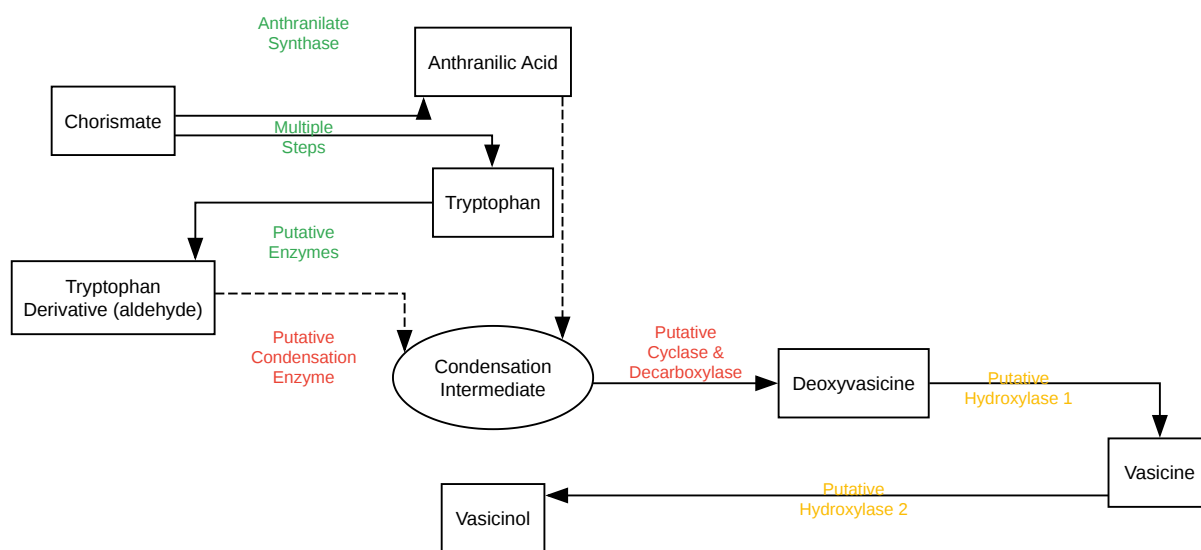 Anthranilate
Synthase
Anthranilic Acid
Chorismate
Multiple
Steps
Tryptophan
Putative
Enzymes
Tryptophan
Derivative (aldehyde)
Putative
Condensation
Enzyme
Condensation
Intermediate
Putative
Cyclase &
Decarboxylase
Deoxyvasicine
Putative
Hydroxylase 1
Vasicine
Putative
Hydroxylase 2
Vasicinol